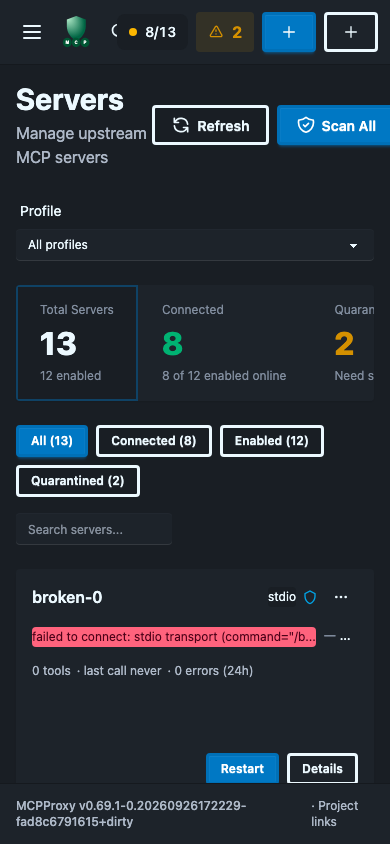 MCP
8/13
2
+
+
Servers
Manage upstream
MCP servers
Refresh
Scan All
Profile
All profiles
Total Servers
Connected
Quaran
13
8
2
12 enabled
8 of 12 enabled online
Need s
All (13)
Connected (8)
Enabled (12)
Quarantined (2)
Search servers...
broken-0
stdio
...
failed to connect: stdio transport (command="/b...
— ...
0 tools · last call never · 0 errors (24h)
Restart
Details
MCPProxy v0.69.1-0.20260926172229-
fad8c6791615+dirty
· Project
links